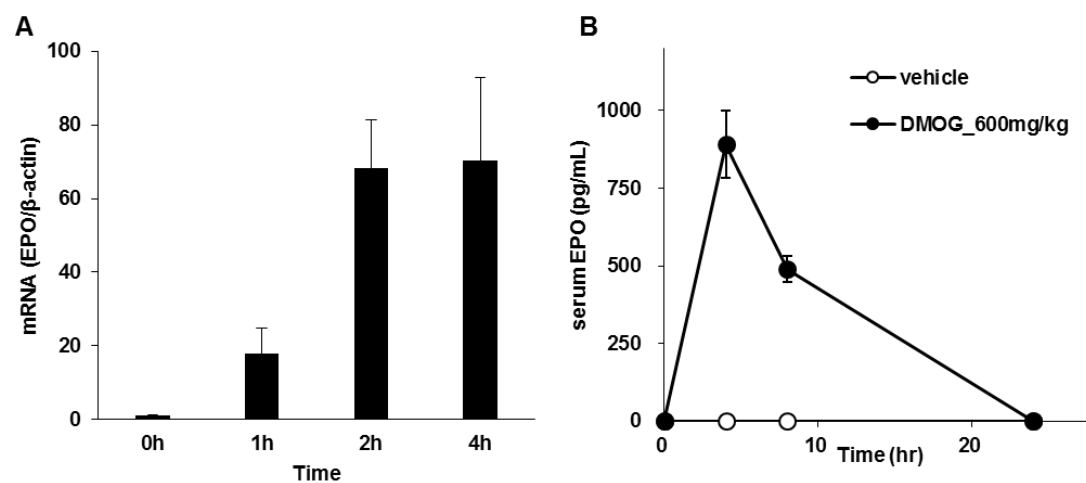 A
mRNA (EPO/β-actin)
100
80
60
40
20
0
0h 1h 2h 4h
Time
B
serum EPO (pg/mL)
1000
750
500
250
0
0 10 20
Time (hr)
vehicle
DMOG_600mg/kg